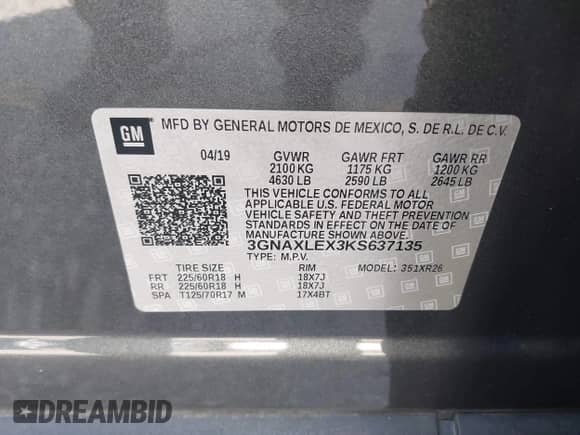 GM
MFD BY GENERAL MOTORS DE MEXICO, S. DE R.L. DE C.V.
04/19 GVWR GAWR FRT GAWR RR
2100 KG 1175 KG 1200 KG
4630 LB 2590 LB 2645 LB
THIS VEHICLE CONFORMS TO ALL
APPLICABLE U.S. FEDERAL MOTOR
VEHICLE SAFETY AND THEFT
PREVENTION STANDARDS IN
EFFECT ON THE DATE OF
MANUFACTURE SHOWN ABOVE.
3GNAXLEX3KS637135
TYPE: M.P.V. MODEL: 351XR26
TIRE SIZE RIM
FRT 225/60R18 H 18X7J
RR 225/60R18 H 18X7J
SPA T125/70R17 M 17X4BT
DREAMBID